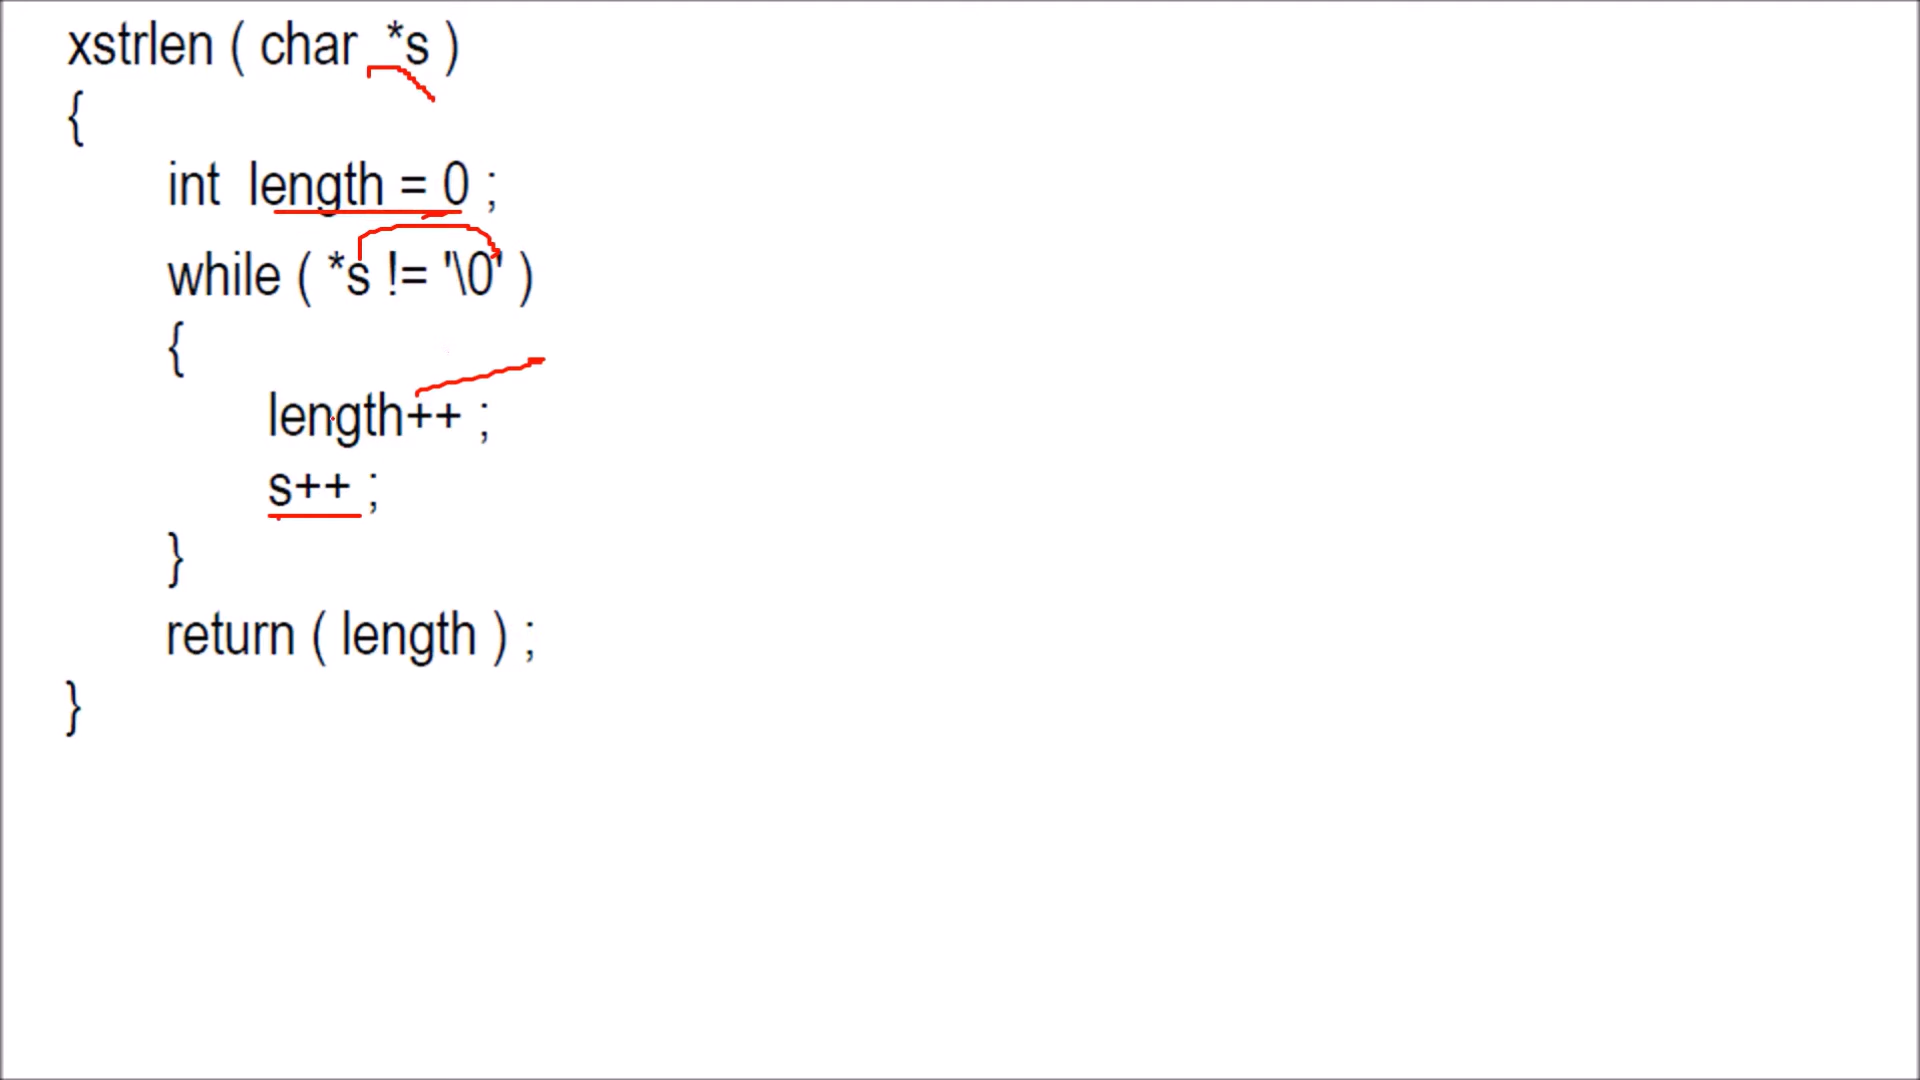 xstrlen ( char *s )
{
int length = 0 ;
while ( *s != '\0' )
{
length++ ;
s++ ;
}
return ( length ) ;
}